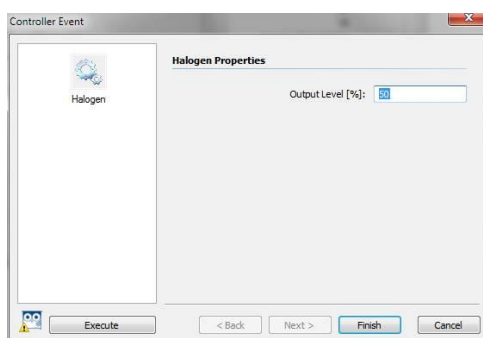 Controller Event
Halogen
Halogen Properties
Output Level [%]: 50
Execute
< Back
Next >
Finish
Cancel